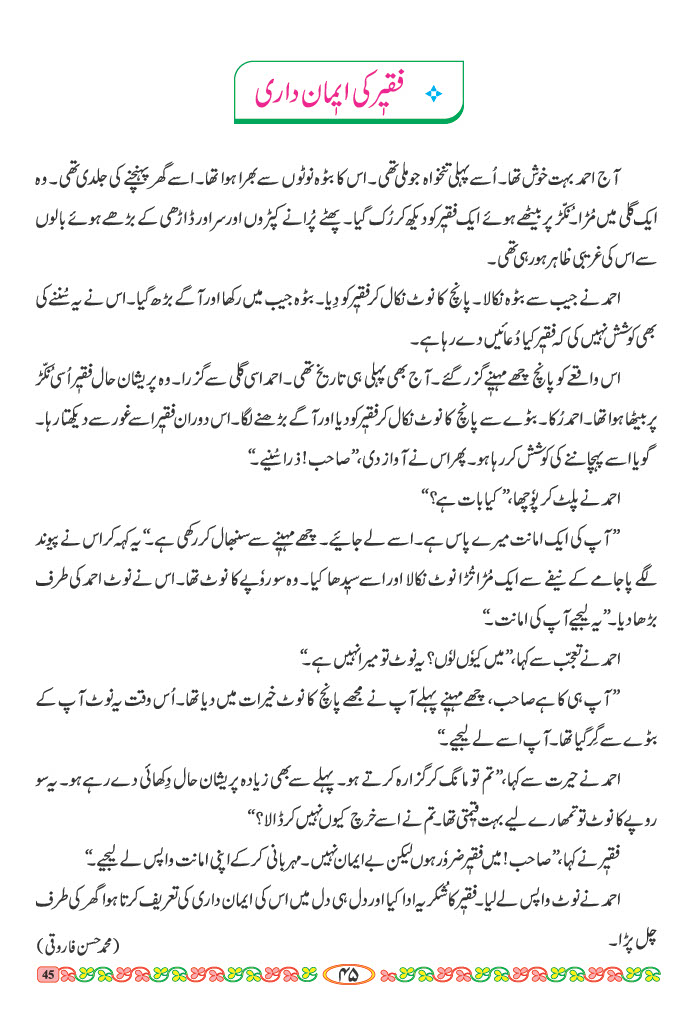 فقیر کی ایمان داری
آج احمد بہت خوش تھا۔ اُسے پہلی تنخواہ جو ملی تھی۔ اس کا بٹوہ نوٹوں سے بھرا ہوا تھا۔ اسے گھر پہنچنے کی جلدی تھی۔ وہ
ایک گلی میں مُڑا۔ نُکّڑ پر بیٹھے ہوئے ایک فقیر کو دیکھ کر رُک گیا۔ پھٹے پُرانے کپڑوں اور سر اور ڈاڑھی کے بڑھے ہوئے بالوں
سے اس کی غریبی ظاہر ہو رہی تھی۔
احمد نے جیب سے بٹوہ نکالا۔ پانچ کا نوٹ نکال کر فقیر کو دِیا۔ بٹوہ جیب میں رکھا اور آگے بڑھ گیا۔ اس نے یہ سُننے کی
بھی کوشش نہیں کی کہ فقیر کیا دُعائیں دے رہا ہے۔
اس واقعے کو پانچ چھے مہینے گزر گئے۔ آج بھی پہلی ہی تاریخ تھی۔ احمد اسی گلی سے گزرا۔ وہ پریشان حال فقیر اُسی نُکّڑ
پر بیٹھا ہوا تھا۔ احمد رُکا۔ بٹوے سے پانچ کا نوٹ نکال کر فقیر کو دیا اور آگے بڑھنے لگا۔ اس دوران فقیر اسے غور سے دیکھتا رہا۔
گویا اسے پہچاننے کی کوشش کر رہا ہو۔ پھر اس نے آواز دی، ”صاحب! ذرا سُنیے۔“
احمد نے پلٹ کر پوٗچھا، ”کیا بات ہے؟“
”آپ کی ایک امانت میرے پاس ہے۔ اسے لے جائیے۔ چھے مہینے سے سنبھال کر رکھی ہے۔“ یہ کہہ کر اس نے پیوند
لگے پاجامے کے نیفے سے ایک مُڑا تُڑا نوٹ نکالا اور اسے سیدھا کیا۔ وہ سو روٗپے کا نوٹ تھا۔ اس نے نوٹ احمد کی طرف
بڑھا دیا۔ ”یہ لیجیے آپ کی امانت۔“
احمد نے تعجّب سے کہا، ”میں کیوٗں لوٗں؟ یہ نوٹ تو میرا نہیں ہے۔“
”آپ ہی کا ہے صاحب، چھے مہینے پہلے آپ نے مجھے پانچ کا نوٹ خیرات میں دیا تھا۔ اُس وقت یہ نوٹ آپ کے
بٹوے سے گِر گیا تھا۔ آپ اسے لے لیجیے۔“
احمد نے حیرت سے کہا، ”تم تو مانگ کر گزارہ کرتے ہو۔ پہلے سے بھی زیادہ پریشان حال دِکھائی دے رہے ہو۔ یہ سو
روپے کا نوٹ تو تمھارے لیے بہت قیمتی تھا۔ تم نے اسے خرچ کیوں نہیں کر ڈالا؟“
فقیر نے کہا، ”صاحب! میں فقیر ضروٗر ہوں لیکن بے ایمان نہیں۔ مہربانی کر کے اپنی امانت واپس لے لیجیے۔“
احمد نے نوٹ واپس لے لیا۔ فقیر کا شُکریہ ادا کیا اور دل ہی دل میں اس کی ایمان داری کی تعریف کرتا ہوا گھر کی طرف
چل پڑا۔ (محمد حسن فاروقی)
45 ۴۵